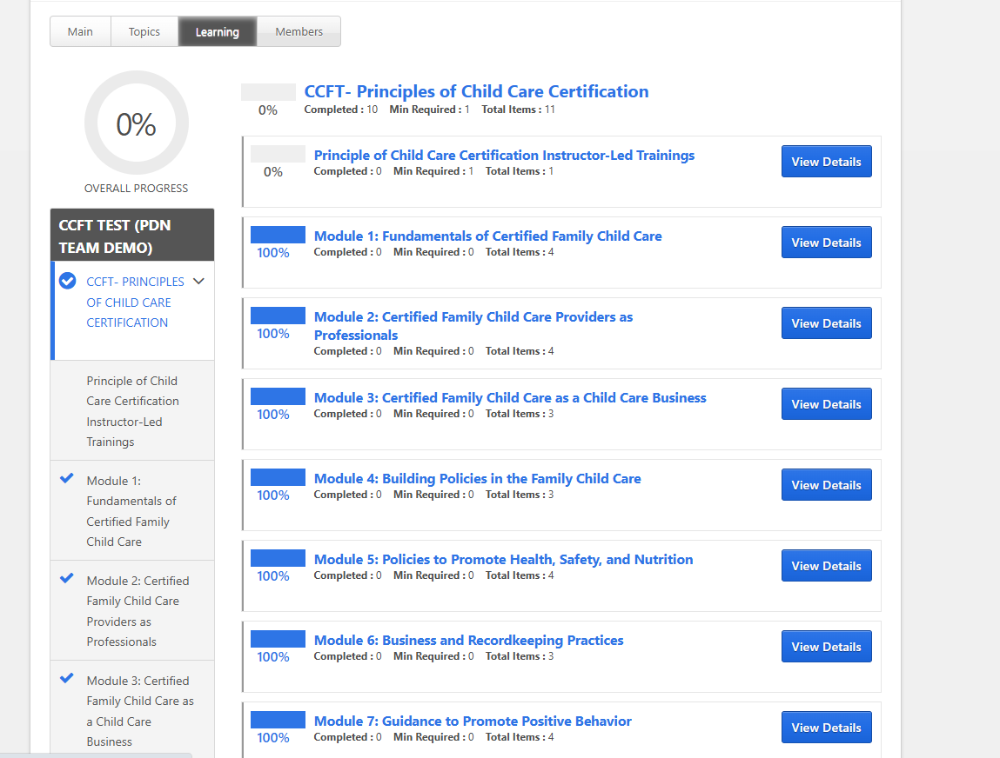 Main
Topics
Learning
Members
0%
OVERALL PROGRESS
CCFT TEST (PDN
TEAM DEMO)
CCFT- PRINCIPLES
OF CHILD CARE
CERTIFICATION
Principle of Child
Care Certification
Instructor-Led
Trainings
Module 1:
Fundamentals of
Certified Family
Child Care
Module 2: Certified
Family Child Care
Providers as
Professionals
Module 3: Certified
Family Child Care as
a Child Care
Business
CCFT- Principles of Child Care Certification
0%
Completed : 10 Min Required : 1 Total Items : 11
Principle of Child Care Certification Instructor-Led Trainings
0%
Completed : 0 Min Required : 1 Total Items : 1
View Details
Module 1: Fundamentals of Certified Family Child Care
100%
Completed : 0 Min Required : 0 Total Items : 4
View Details
Module 2: Certified Family Child Care Providers as
Professionals
100%
Completed : 0 Min Required : 0 Total Items : 4
View Details
Module 3: Certified Family Child Care as a Child Care Business
100%
Completed : 0 Min Required : 0 Total Items : 3
View Details
Module 4: Building Policies in the Family Child Care
100%
Completed : 0 Min Required : 0 Total Items : 3
View Details
Module 5: Policies to Promote Health, Safety, and Nutrition
100%
Completed : 0 Min Required : 0 Total Items : 4
View Details
Module 6: Business and Recordkeeping Practices
100%
Completed : 0 Min Required : 0 Total Items : 3
View Details
Module 7: Guidance to Promote Positive Behavior
100%
Completed : 0 Min Required : 0 Total Items : 4
View Details